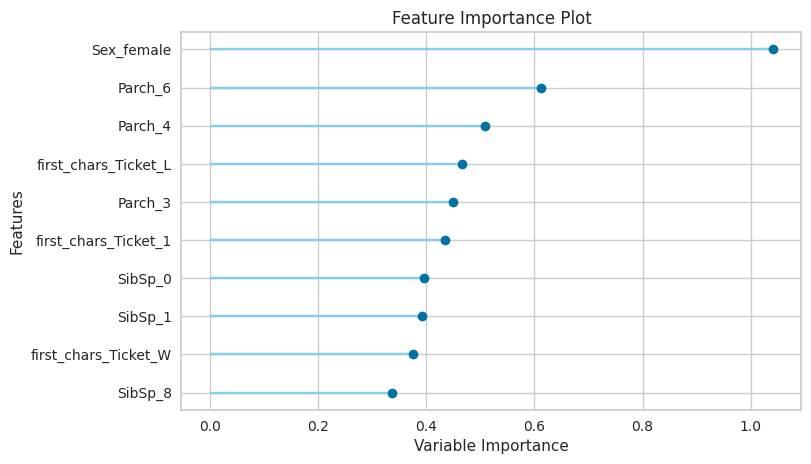 Feature Importance Plot
Features
Sex_female
Parch_6
Parch_4
first_chars_Ticket_L
Parch_3
first_chars_Ticket_1
SibSp_0
SibSp_1
first_chars_Ticket_W
SibSp_8
0.0 0.2 0.4 0.6 0.8 1.0
Variable Importance